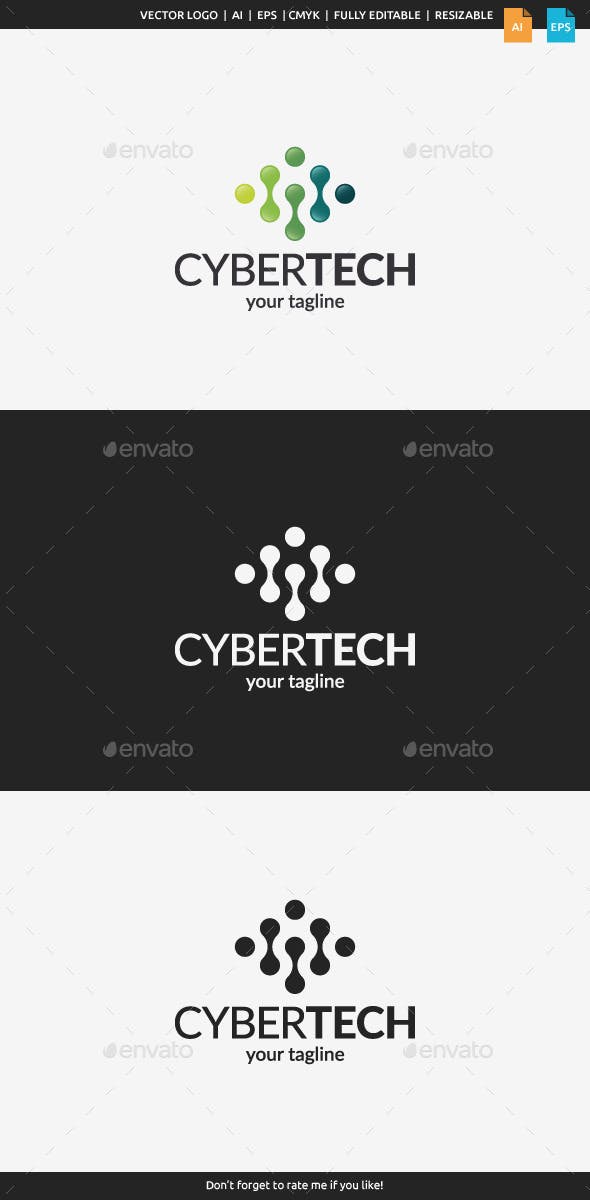 VECTOR LOGO | AI | EPS | CMYK | FULLY EDITABLE | RESIZABLE
AI
EPS
envato envato
CYBERTECH
your tagline
envato envato
CYBERTECH
your tagline
envato envato
CYBERTECH
envato envato
your tagline
Don't forget to rate me if you like!